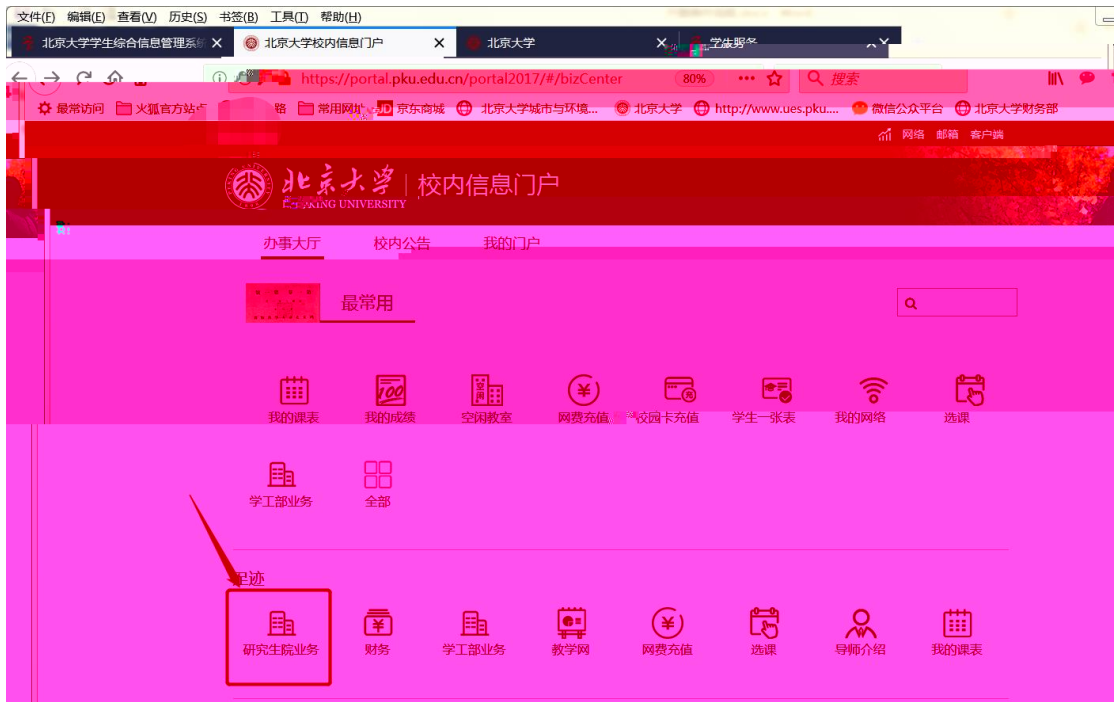 文件(F) 编辑(E) 查看(V) 历史(S) 书签(B) 工具(T) 帮助(H)
北京大学学生综合信息管理系统 北京大学校内信息门户 北京大学 学生服务
https://portal.pku.edu.cn/portal2017/#/bizCenter 80% 搜索
最常访问 火狐官方站点 常用网址 JD 京东商城 北京大学城市与环境... 北京大学 http://www.ues.pku.... 微信公众平台 北京大学财务部
网络 邮箱 客户端
北京大学 校内信息门户
PEKING UNIVERSITY
办事大厅 校内公告 我的门户
最常用
我的课表 我的成绩 空闲教室 网费充值 校园卡充值 学生一张表 我的网络 选课
学工部业务 全部
足迹
研究生院业务 财务 学工部业务 教学网 网费充值 选课 导师介绍 我的课表